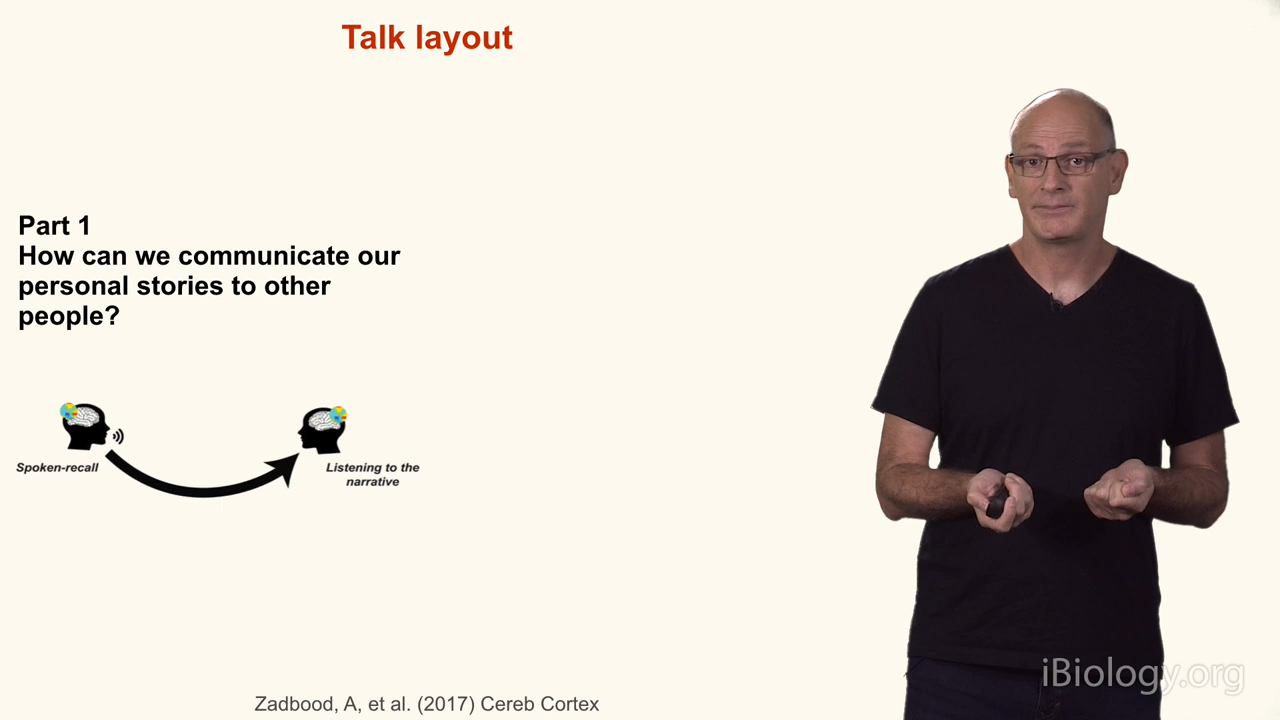 Talk layout
Part 1
How can we communicate our
personal stories to other
people?
Spoken-recall
Listening to the
narrative
Zadbood, A, et al. (2017) Cereb Cortex
iBiology.org